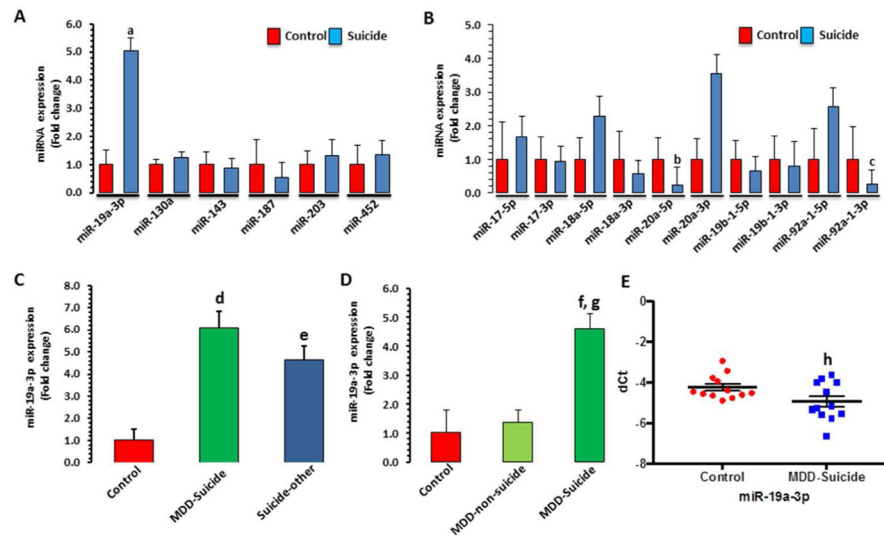 A
miRNA expression
(Fold change)
6.0
5.0
4.0
3.0
2.0
1.0
0.0
a
Control
Suicide
miR-19a-3p
miR-130a
miR-143
miR-187
miR-203
miR-452
B
miRNA expression
(Fold change)
5.0
4.0
3.0
2.0
1.0
0.0
Control
Suicide
b
c
miR-17-5p
miR-17-3p
miR-18a-5p
miR-18a-3p
miR-20a-5p
miR-20a-3p
miR-19b-1-5p
miR-19b-1-3p
miR-92a-1-5p
miR-92a-1-3p
C
miR-19a-3p expression
(Fold change)
8.0
7.0
6.0
5.0
4.0
3.0
2.0
1.0
0.0
d
e
Control
MDD-Suicide
Suicide-other
D
miR-19a-3p expression
(Fold change)
6.0
5.0
4.0
3.0
2.0
1.0
0.0
f, g
Control
MDD-non-suicide
MDD-Suicide
E
dCt
0
-2
-4
-6
-8
h
Control
MDD-Suicide
miR-19a-3p